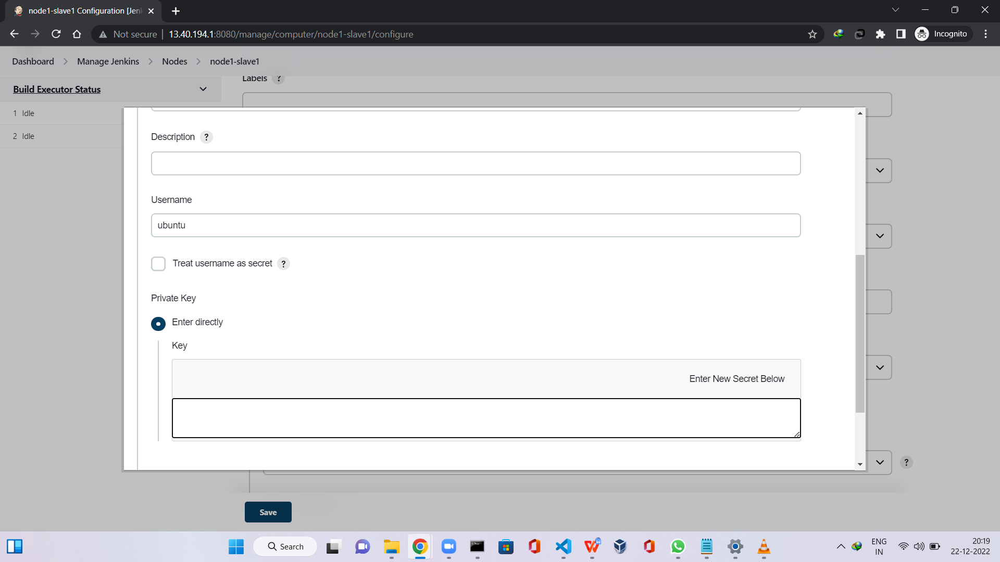 node1-slave1 Configuration [Jen
Not secure
13.40.194.1:8080/manage/computer/node1-slave1/configure
Incognito
Dashboard
Manage Jenkins
Nodes
node1-slave1
Build Executor Status
1 Idle
2 Idle
Labels ?
Description ?
Username
ubuntu
Treat username as secret ?
Private Key
Enter directly
Key
Enter New Secret Below
?
Save
Search
ENG
IN
20:19
22-12-2022